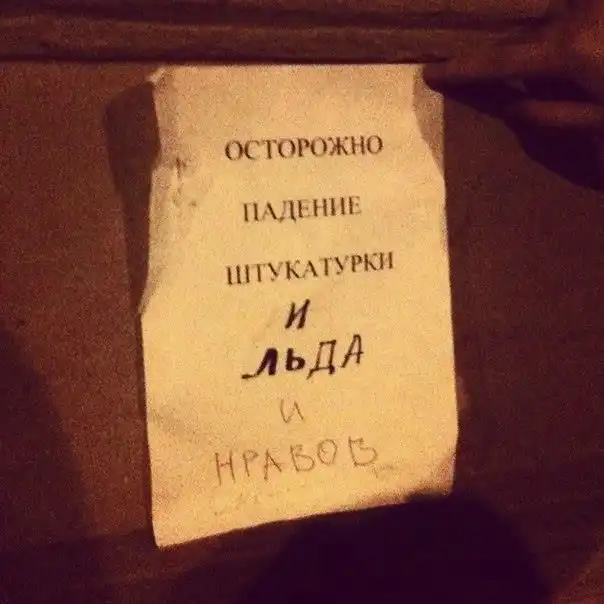 ОСТОРОЖНО
ПАДЕНИЕ
ШТУКАТУРКИ
И
ЛЬДА
И
НРАВОВ